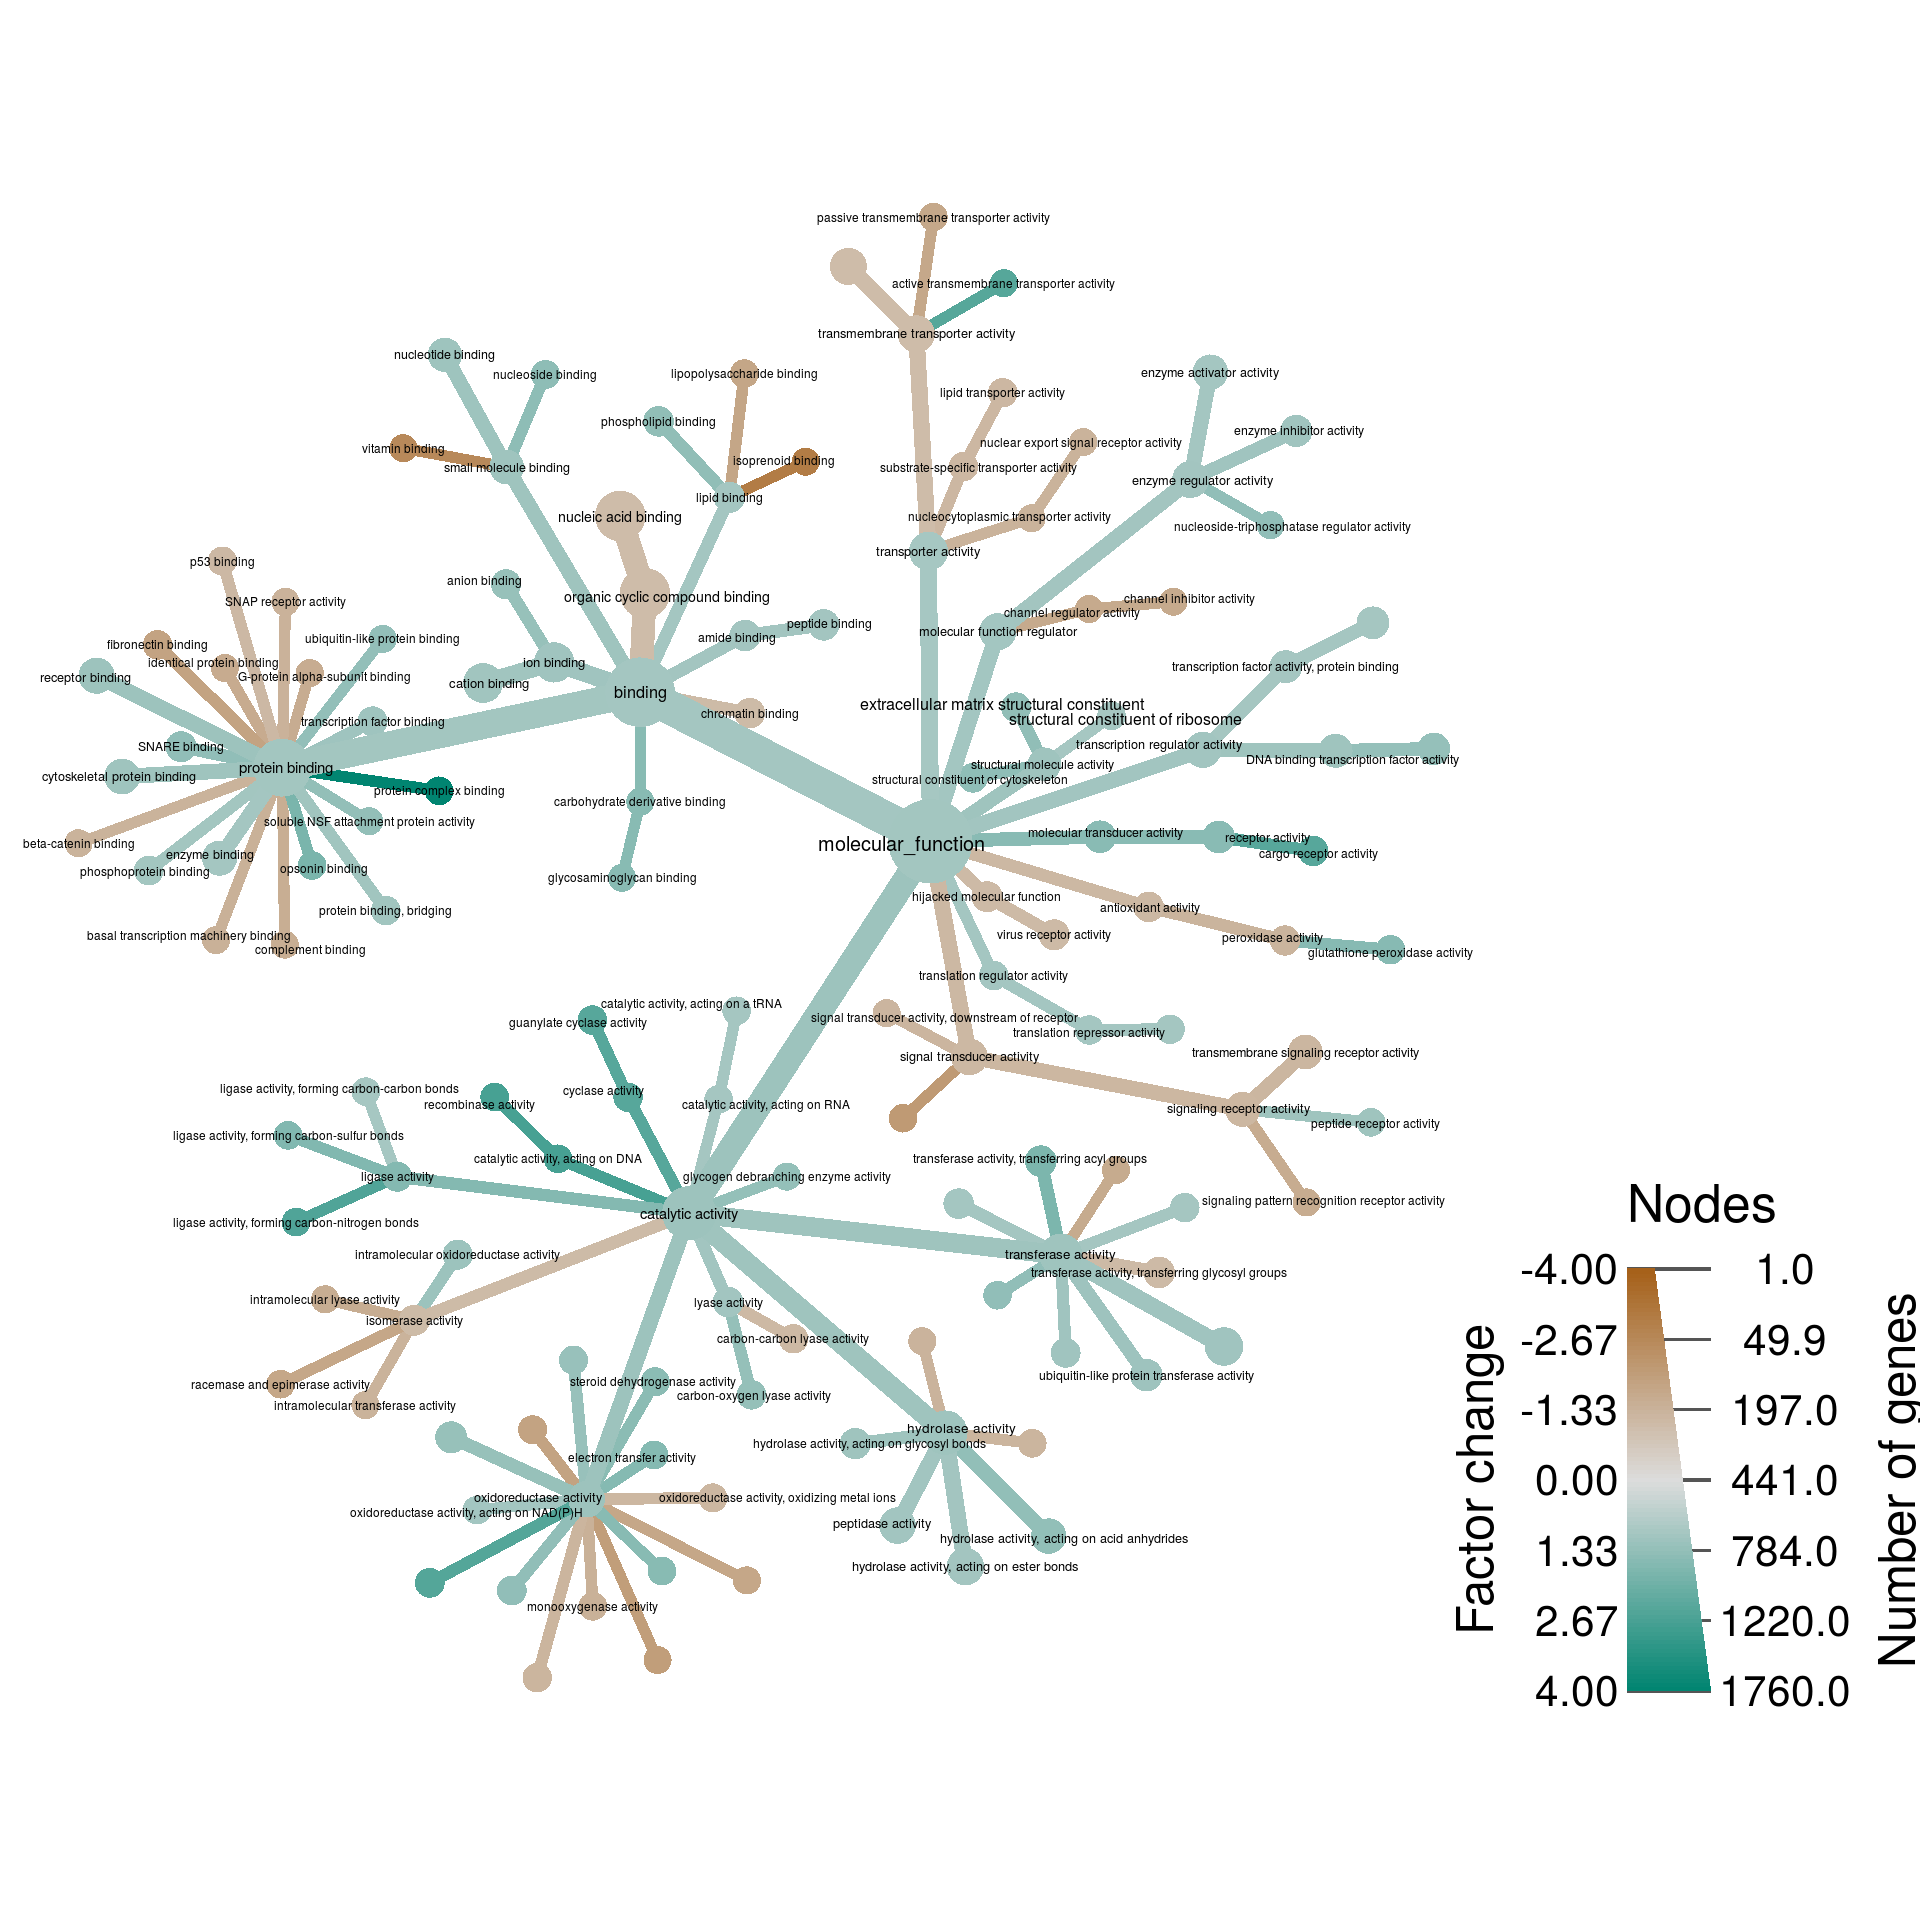 passive transmembrane transporter activity
active transmembrane transporter activity
transmembrane transporter activity
nucleotide binding
nucleoside binding
lipopolysaccharide binding
enzyme activator activity
lipid transporter activity
phospholipid binding
enzyme inhibitor activity
nuclear export signal receptor activity
vitamin binding
isoprenoid binding
small molecule binding
substrate-specific transporter activity
enzyme regulator activity
lipid binding
nucleic acid binding
nucleocytoplasmic transporter activity
nucleoside-triphosphatase regulator activity
transporter activity
p53 binding
anion binding
organic cyclic compound binding
channel inhibitor activity
SNAP receptor activity
channel regulator activity
peptide binding
molecular function regulator
ubiquitin-like protein binding
amide binding
fibronectin binding
identical protein binding
ion binding
transcription factor activity, protein binding
receptor binding
G-protein alpha-subunit binding
cation binding
binding
extracellular matrix structural constituent
chromatin binding
structural constituent of ribosome
transcription factor binding
SNARE binding
transcription regulator activity
DNA binding transcription factor activity
protein binding
structural molecule activity
cytoskeletal protein binding
structural constituent of cytoskeleton
protein complex binding
carbohydrate derivative binding
soluble NSF attachment protein activity
molecular transducer activity
receptor activity
beta-catenin binding
molecular_function
enzyme binding
cargo receptor activity
phosphoprotein binding
opsonin binding
glycosaminoglycan binding
hijacked molecular function
antioxidant activity
protein binding, bridging
basal transcription machinery binding
virus receptor activity
peroxidase activity
complement binding
glutathione peroxidase activity
translation regulator activity
catalytic activity, acting on a tRNA
guanylate cyclase activity
signal transducer activity, downstream of receptor
translation repressor activity
signal transducer activity
transmembrane signaling receptor activity
ligase activity, forming carbon-carbon bonds
cyclase activity
recombinase activity
catalytic activity, acting on RNA
signaling receptor activity
peptide receptor activity
ligase activity, forming carbon-sulfur bonds
catalytic activity, acting on DNA
transferase activity, transferring acyl groups
ligase activity
glycogen debranching enzyme activity
signaling pattern recognition receptor activity
catalytic activity
ligase activity, forming carbon-nitrogen bonds
intramolecular oxidoreductase activity
transferase activity
transferase activity, transferring glycosyl groups
intramolecular lyase activity
lyase activity
isomerase activity
carbon-carbon lyase activity
ubiquitin-like protein transferase activity
racemase and epimerase activity
steroid dehydrogenase activity
carbon-oxygen lyase activity
intramolecular transferase activity
hydrolase activity
hydrolase activity, acting on glycosyl bonds
electron transfer activity
oxidoreductase activity
oxidoreductase activity, oxidizing metal ions
oxidoreductase activity, acting on NAD(P)H
peptidase activity
hydrolase activity, acting on acid anhydrides
hydrolase activity, acting on ester bonds
monooxygenase activity
Nodes
-4.00 1.0
-2.67 49.9
-1.33 197.0
0.00 441.0
1.33 784.0
2.67 1220.0
4.00 1760.0
Factor change
Number of genes